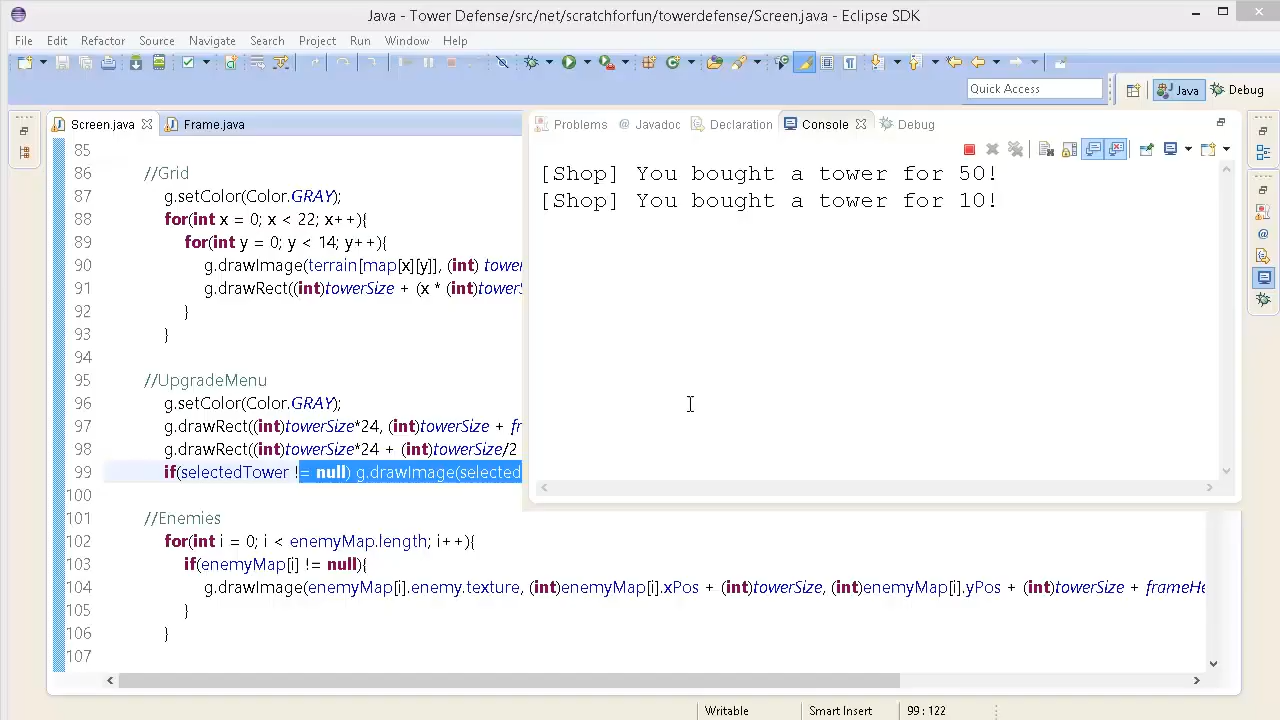 Java - Tower Defense/src/net/scratchforfun/towerdefense/Screen.java - Eclipse SDK
File Edit Refactor Source Navigate Search Project Run Window Help
Quick Access
Java
Debug
Screen.java
Frame.java
Problems
@ Javadoc
Declaration
Console
Debug
[Shop] You bought a tower for 50!
[Shop] You bought a tower for 10!
85
86 //Grid
87 g.setColor(Color.GRAY);
88 for(int x = 0; x < 22; x++){
89 for(int y = 0; y < 14; y++){
90 g.drawImage(terrain[map[x][y]], (int) tower
91 g.drawRect((int)towerSize + (x * (int)towerS
92 }
93 }
94
95 //UpgradeMenu
96 g.setColor(Color.GRAY);
97 g.drawRect((int)towerSize*24, (int)towerSize + fr
98 g.drawRect((int)towerSize*24 + (int)towerSize/2
99 if(selectedTower != null) g.drawImage(selected
100
101 //Enemies
102 for(int i = 0; i < enemyMap.length; i++){
103 if(enemyMap[i] != null){
104 g.drawImage(enemyMap[i].enemy.texture, (int)enemyMap[i].xPos + (int)towerSize, (int)enemyMap[i].yPos + (int)towerSize + frameHe
105 }
106 }
107
Writable
Smart Insert
99 : 122